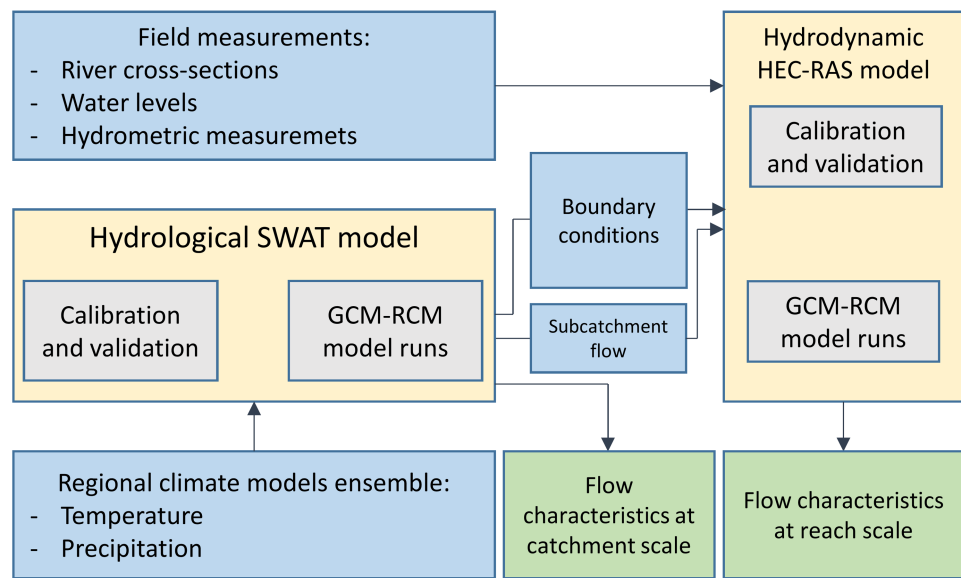 Field measurements:
- River cross-sections
- Water levels
- Hydrometric measuremets
Hydrodynamic
HEC-RAS model
Calibration
and validation
GCM-RCM
model runs
Hydrological SWAT model
Calibration
and validation
GCM-RCM
model runs
Boundary
conditions
Subcatchment
flow
Regional climate models ensemble:
- Temperature
- Precipitation
Flow
characteristics at
catchment scale
Flow characteristics
at reach scale